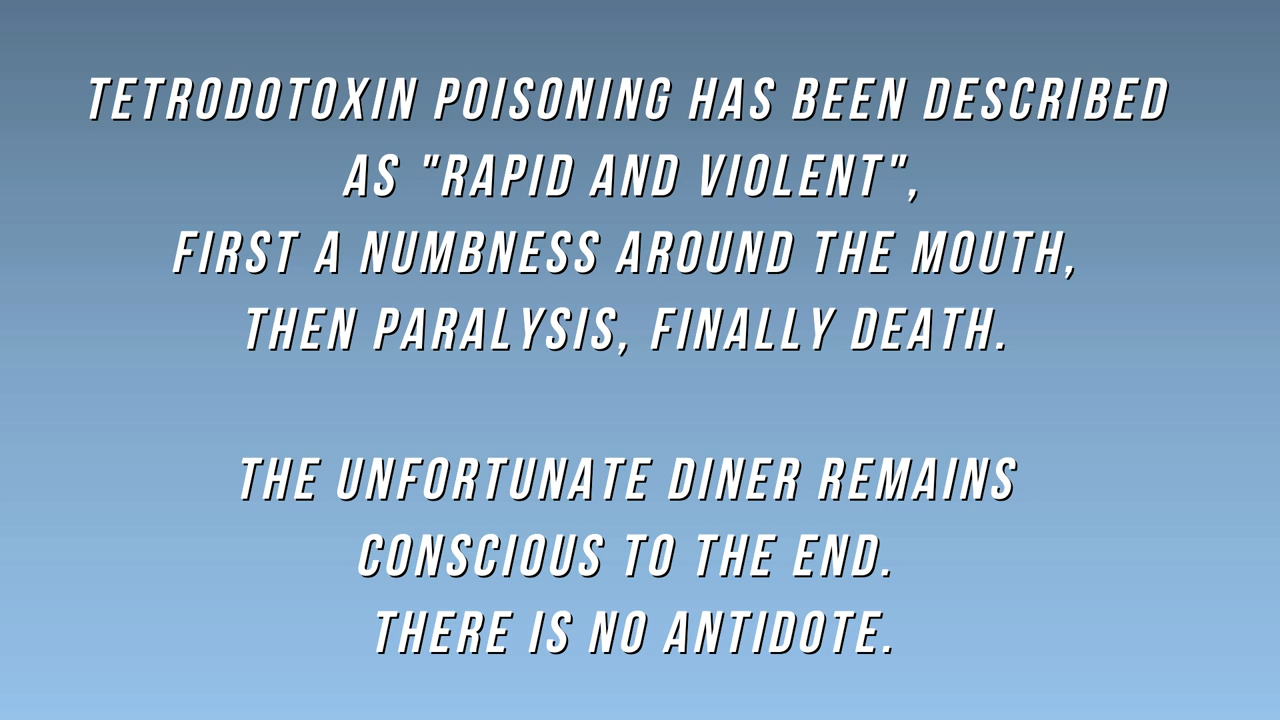 TETRODOTOXIN POISONING HAS BEEN DESCRIBED
AS "RAPID AND VIOLENT",
FIRST A NUMBNESS AROUND THE MOUTH,
THEN PARALYSIS, FINALLY DEATH.
THE UNFORTUNATE DINER REMAINS
CONSCIOUS TO THE END.
THERE IS NO ANTIDOTE.